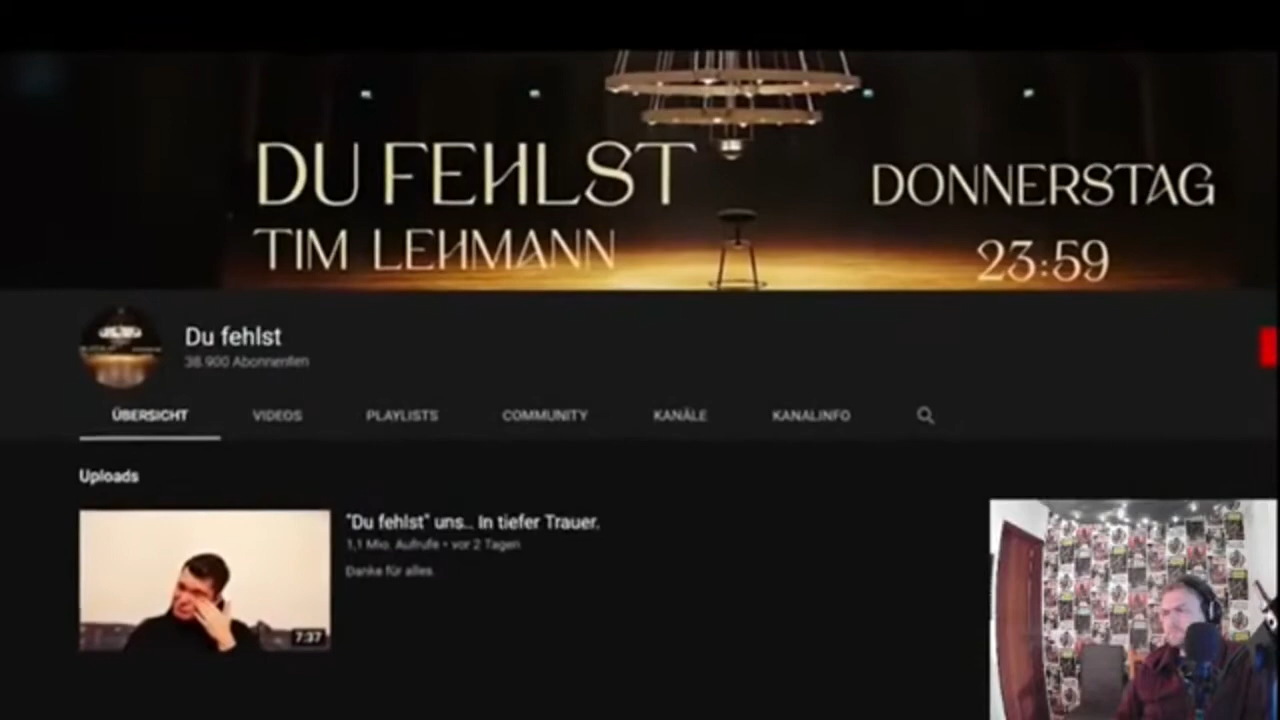 DU FEHLST
TIM LEHMANN
DONNERSTAG
23:59
Du fehlst
38.900 Abonnenten
ÜBERSICHT VIDEOS PLAYLISTS COMMUNITY KANÄLE KANALINFO
Uploads
"Du fehlst" uns... In tiefer Trauer.
1,1 Mio. Aufrufe • vor 2 Tagen
Danke für alles.
7:37